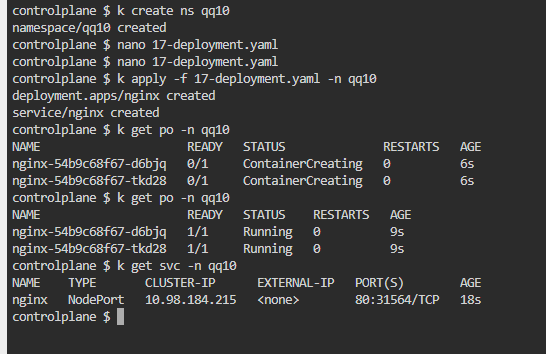 controlplane $ k create ns qq10
namespace/qq10 created
controlplane $ nano 17-deployment.yaml
controlplane $ nano 17-deployment.yaml
controlplane $ k apply -f 17-deployment.yaml -n qq10
deployment.apps/nginx created
service/nginx created
controlplane $ k get po -n qq10
NAME                     READY   STATUS              RESTARTS   AGE
nginx-54b9c68f67-d6bjq   0/1     ContainerCreating   0          6s
nginx-54b9c68f67-tkd28   0/1     ContainerCreating   0          6s
controlplane $ k get po -n qq10
NAME                     READY   STATUS    RESTARTS   AGE
nginx-54b9c68f67-d6bjq   1/1     Running   0          9s
nginx-54b9c68f67-tkd28   1/1     Running   0          9s
controlplane $ k get svc -n qq10
NAME    TYPE       CLUSTER-IP      EXTERNAL-IP   PORT(S)        AGE
nginx   NodePort   10.98.184.215   <none>        80:31564/TCP   18s
controlplane $